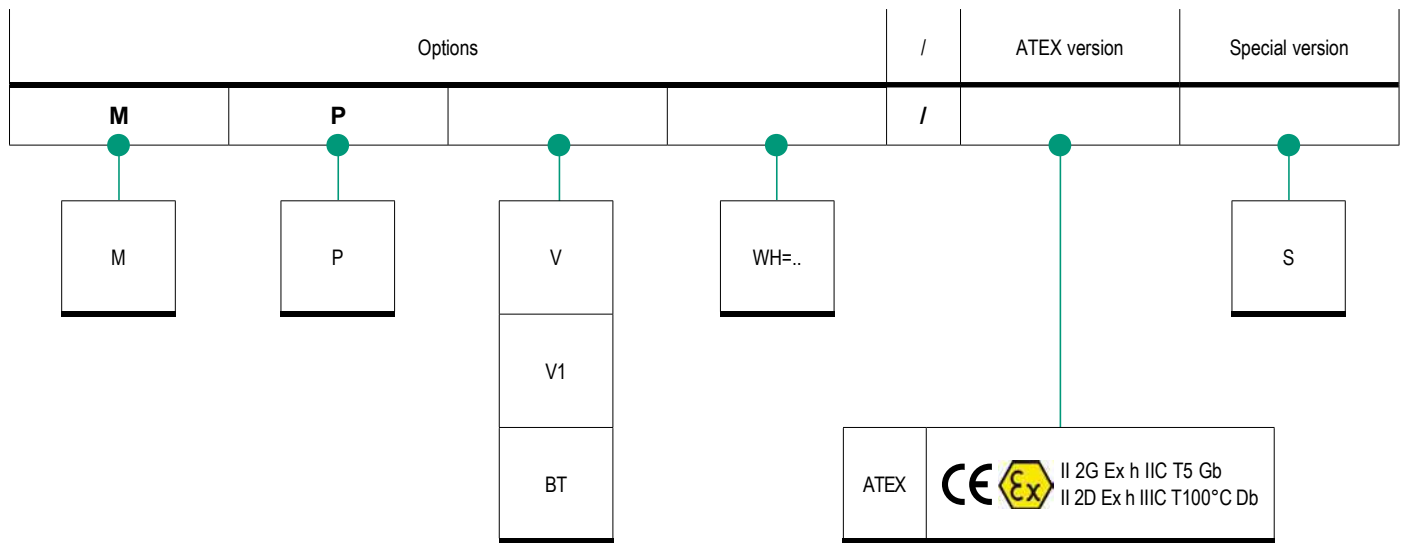 Options / ATEX version Special version
M P /
M P V WH=.. S
V1
BT
ATEX CE Ex II 2G Ex h IIC T5 Gb
II 2D Ex h IIIC T100°C Db